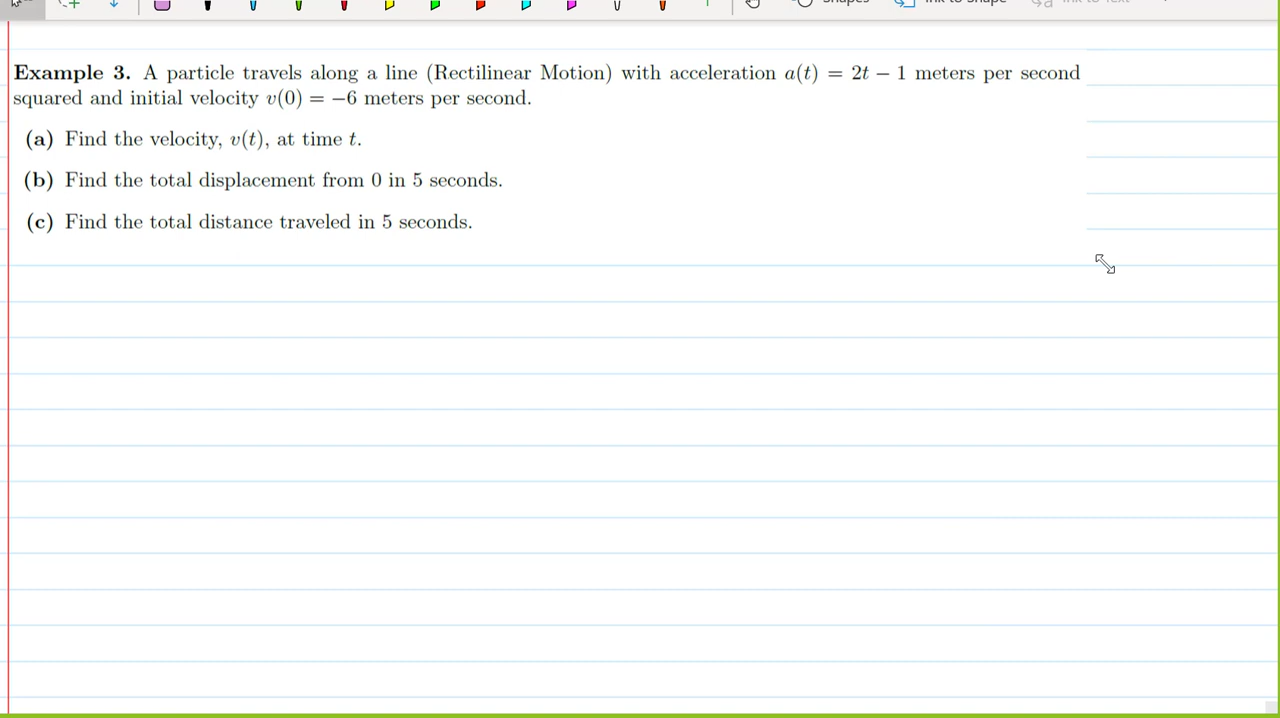 Example 3. A particle travels along a line (Rectilinear Motion) with acceleration a(t) = 2t − 1 meters per second
squared and initial velocity v(0) = −6 meters per second.
(a) Find the velocity, v(t), at time t.
(b) Find the total displacement from 0 in 5 seconds.
(c) Find the total distance traveled in 5 seconds.